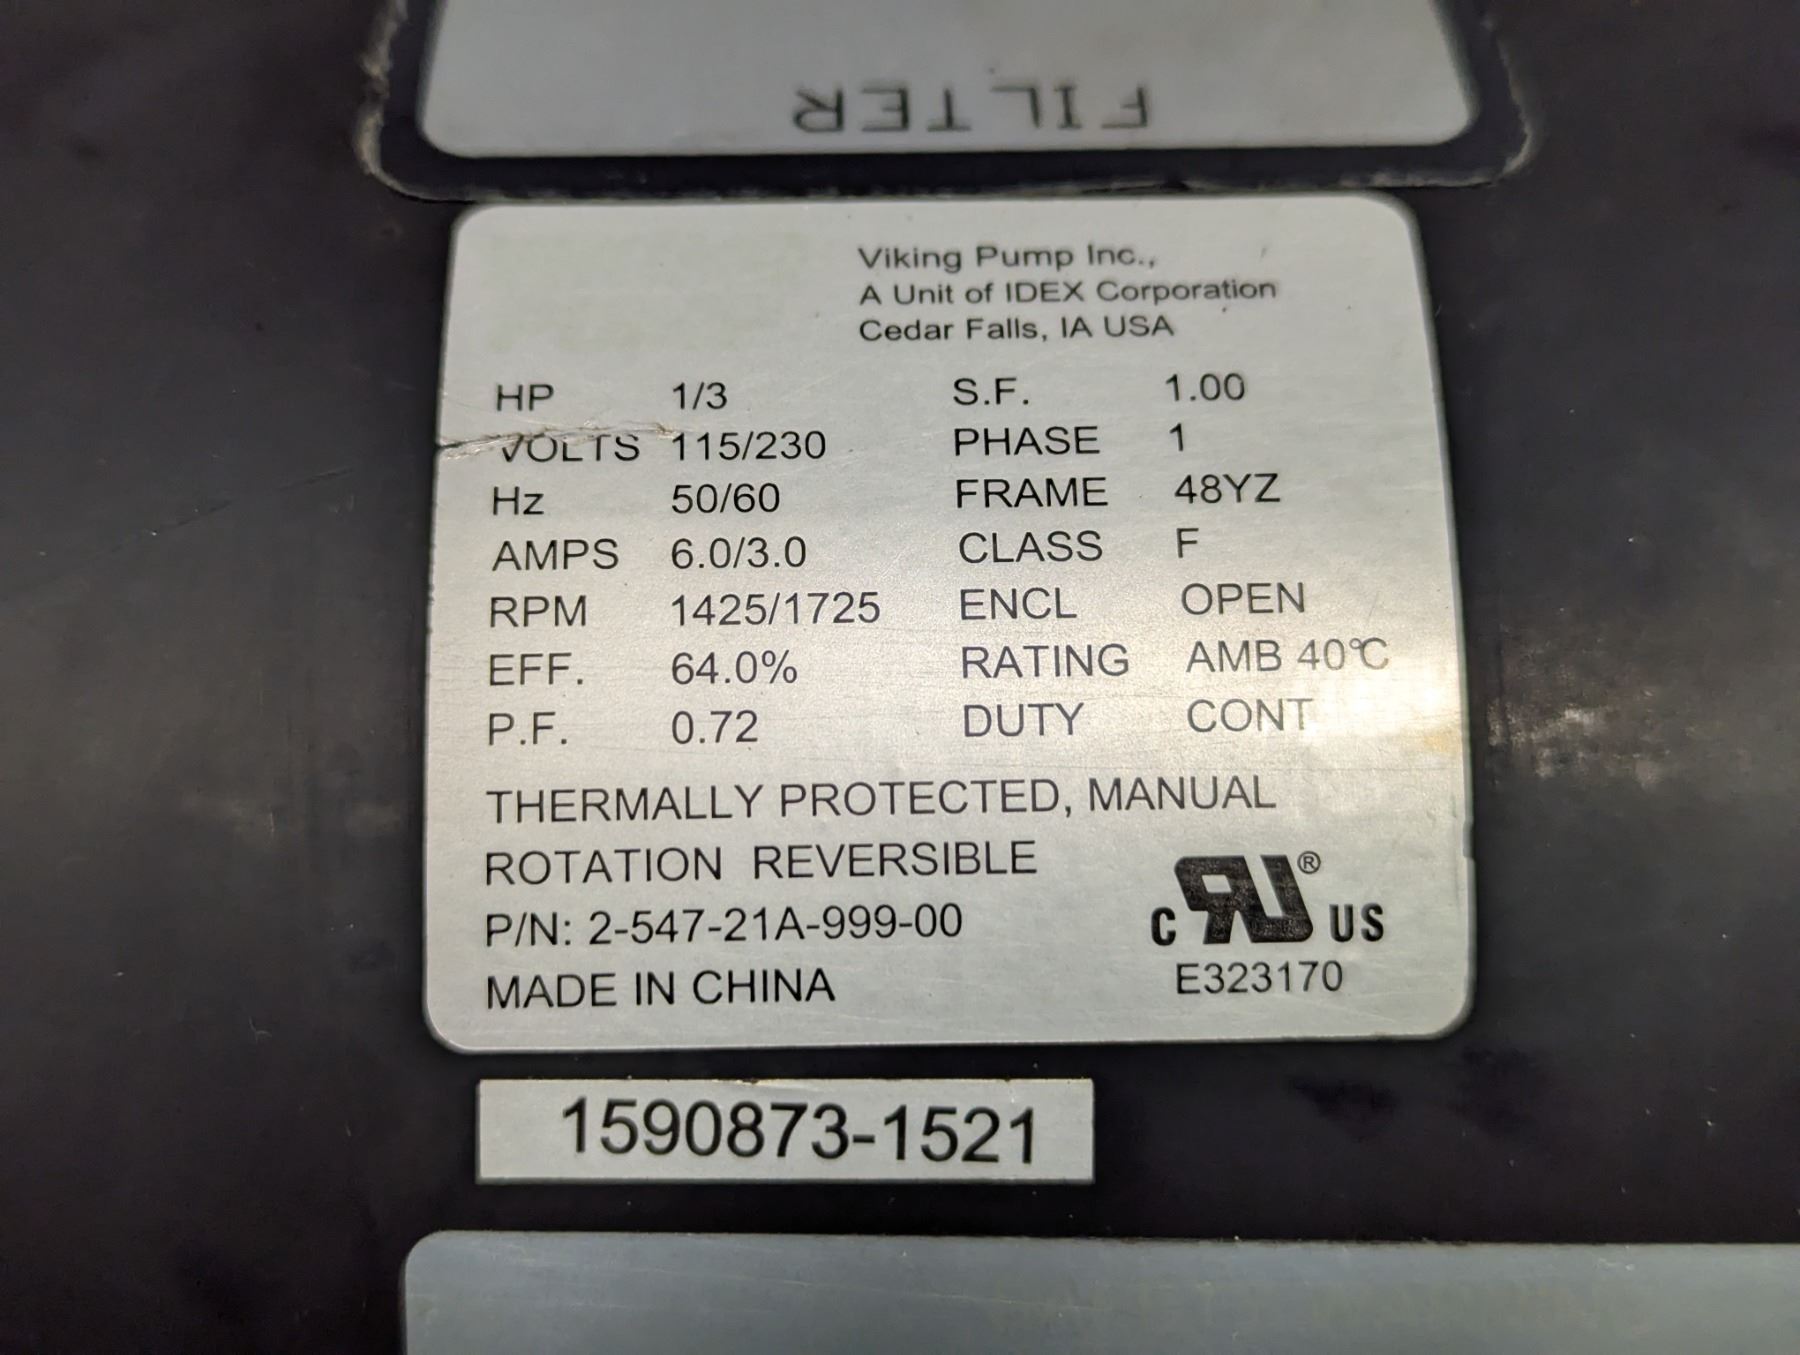 FILTER
Viking Pump Inc.,
A Unit of IDEX Corporation
Cedar Falls, IA USA
HP 1/3 S.F. 1.00
VOLTS 115/230 PHASE 1
Hz 50/60 FRAME 48YZ
AMPS 6.0/3.0 CLASS F
RPM 1425/1725 ENCL OPEN
EFF. 64.0% RATING AMB 40℃
P.F. 0.72 DUTY CONT
THERMALLY PROTECTED, MANUAL
ROTATION REVERSIBLE
P/N: 2-547-21A-999-00
MADE IN CHINA
C RU® US
E323170
1590873-1521